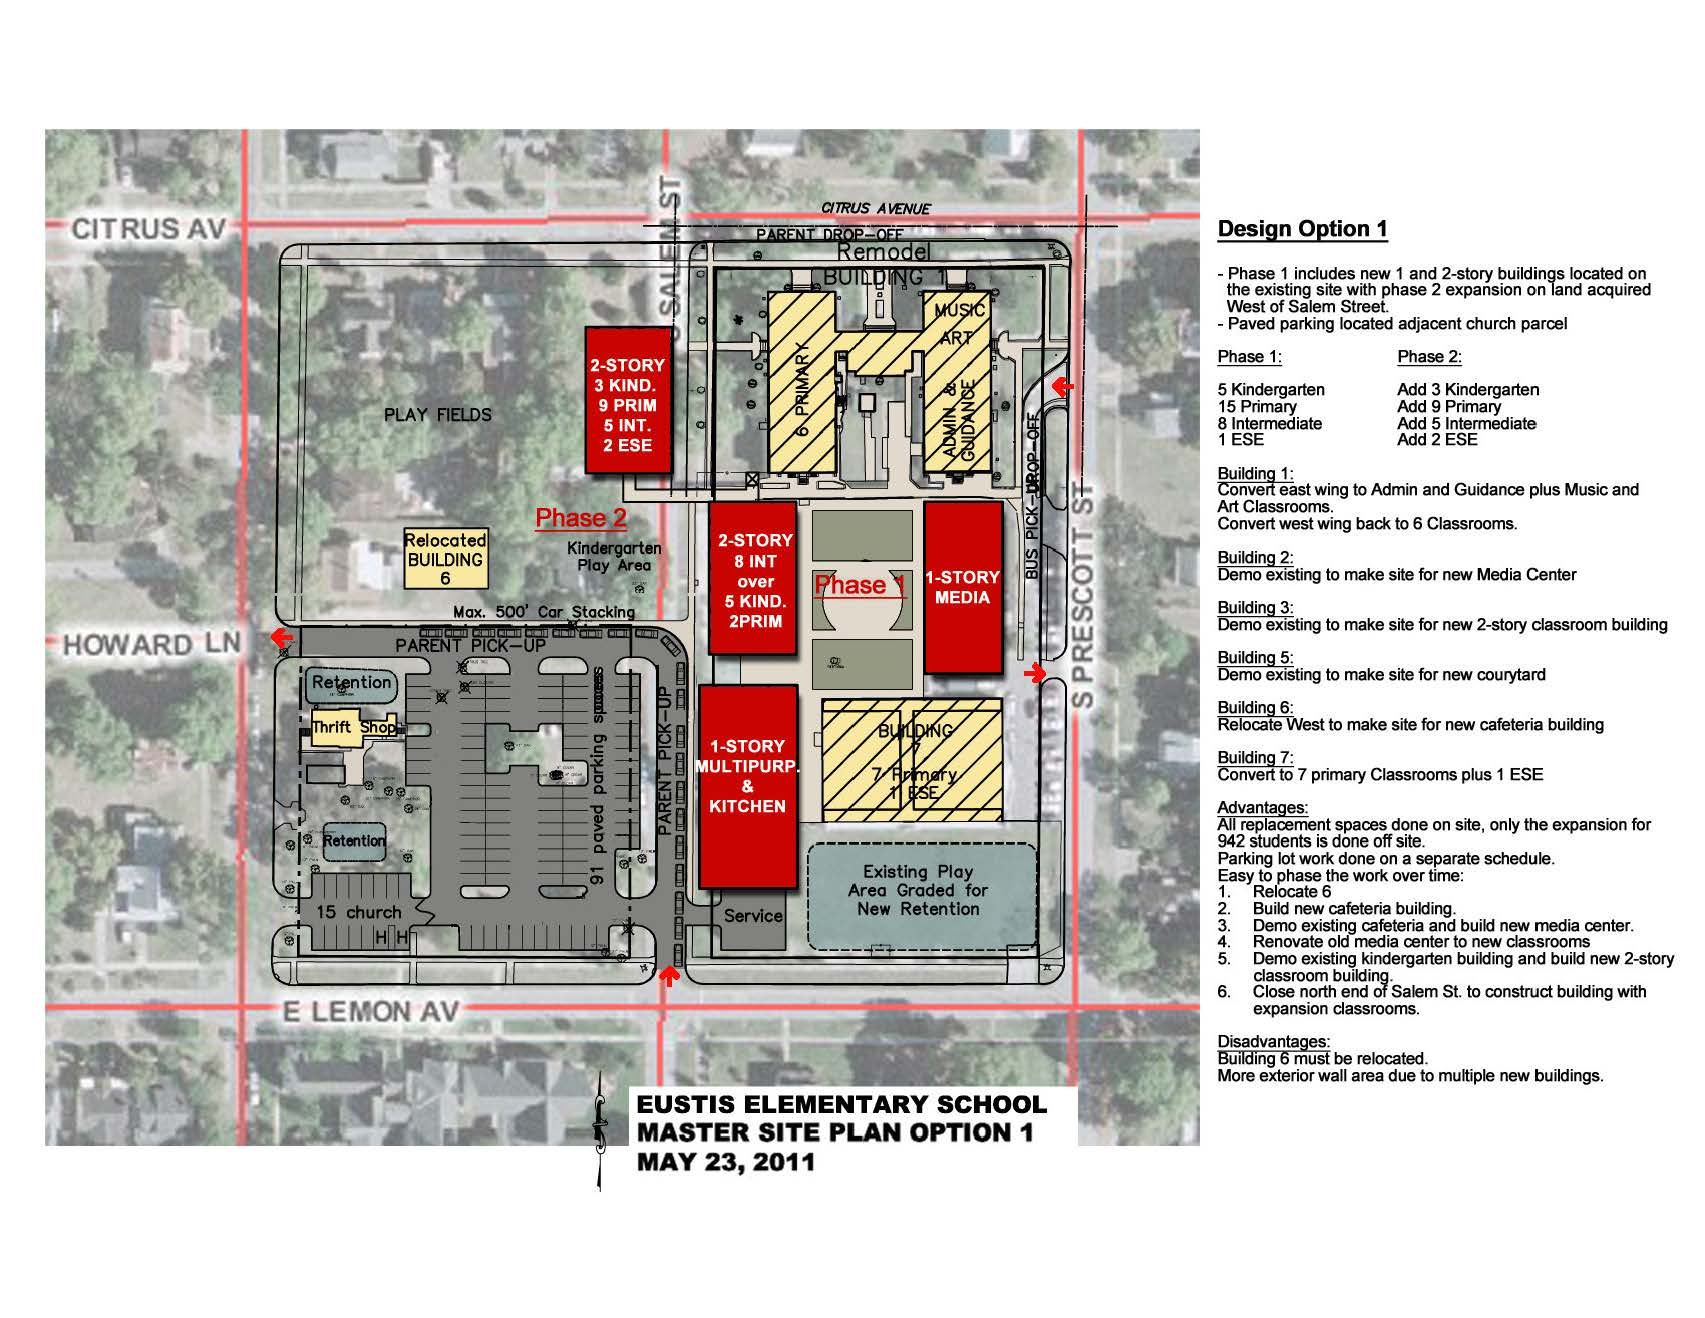 CITRUS AV
S SALEM ST
CITRUS AVENUE
PARENT DROP-OFF
Remodel
BUILDING 1
MUSIC
ART
6 PRIMARY
ADMIN &
GUIDANCE
2-STORY
3 KIND.
9 PRIM
5 INT.
2 ESE
PLAY FIELDS
BUS PICK-UP
DROP-OFF
S PRESCOTT ST
Phase 2
Relocated
BUILDING
6
Kindergarten
Play Area
2-STORY
8 INT
over
5 KIND.
2PRIM
Phase 1
1-STORY
MEDIA
Max. 500' Car Stacking
HOWARD LN
PARENT PICK-UP
Retention
Thrift Shop
91 paved parking spaces
PARENT PICK-UP
1-STORY
MULTIPURP.
&
KITCHEN
BUILDING
7
7 Primary
1 ESE
Retention
15 church
H H
Service
Existing Play
Area Graded for
New Retention
E LEMON AV
EUSTIS ELEMENTARY SCHOOL
MASTER SITE PLAN OPTION 1
MAY 23, 2011
Design Option 1
- Phase 1 includes new 1 and 2-story buildings located on
the existing site with phase 2 expansion on land acquired
West of Salem Street.
- Paved parking located adjacent church parcel
Phase 1: Phase 2:
5 Kindergarten Add 3 Kindergarten
15 Primary Add 9 Primary
8 Intermediate Add 5 Intermediate
1 ESE Add 2 ESE
Building 1:
Convert east wing to Admin and Guidance plus Music and
Art Classrooms.
Convert west wing back to 6 Classrooms.
Building 2:
Demo existing to make site for new Media Center
Building 3:
Demo existing to make site for new 2-story classroom building
Building 5:
Demo existing to make site for new courytard
Building 6:
Relocate West to make site for new cafeteria building
Building 7:
Convert to 7 primary Classrooms plus 1 ESE
Advantages:
All replacement spaces done on site, only the expansion for
942 students is done off site.
Parking lot work done on a separate schedule.
Easy to phase the work over time:
1. Relocate 6
2. Build new cafeteria building.
3. Demo existing cafeteria and build new media center.
4. Renovate old media center to new classrooms
5. Demo existing kindergarten building and build new 2-story
classroom building.
6. Close north end of Salem St. to construct building with
expansion classrooms.
Disadvantages:
Building 6 must be relocated.
More exterior wall area due to multiple new buildings.